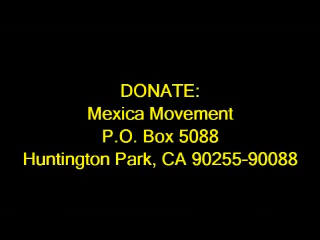 DONATE:
Mexica Movement
P.O. Box 5088
Huntington Park, CA 90255-90088